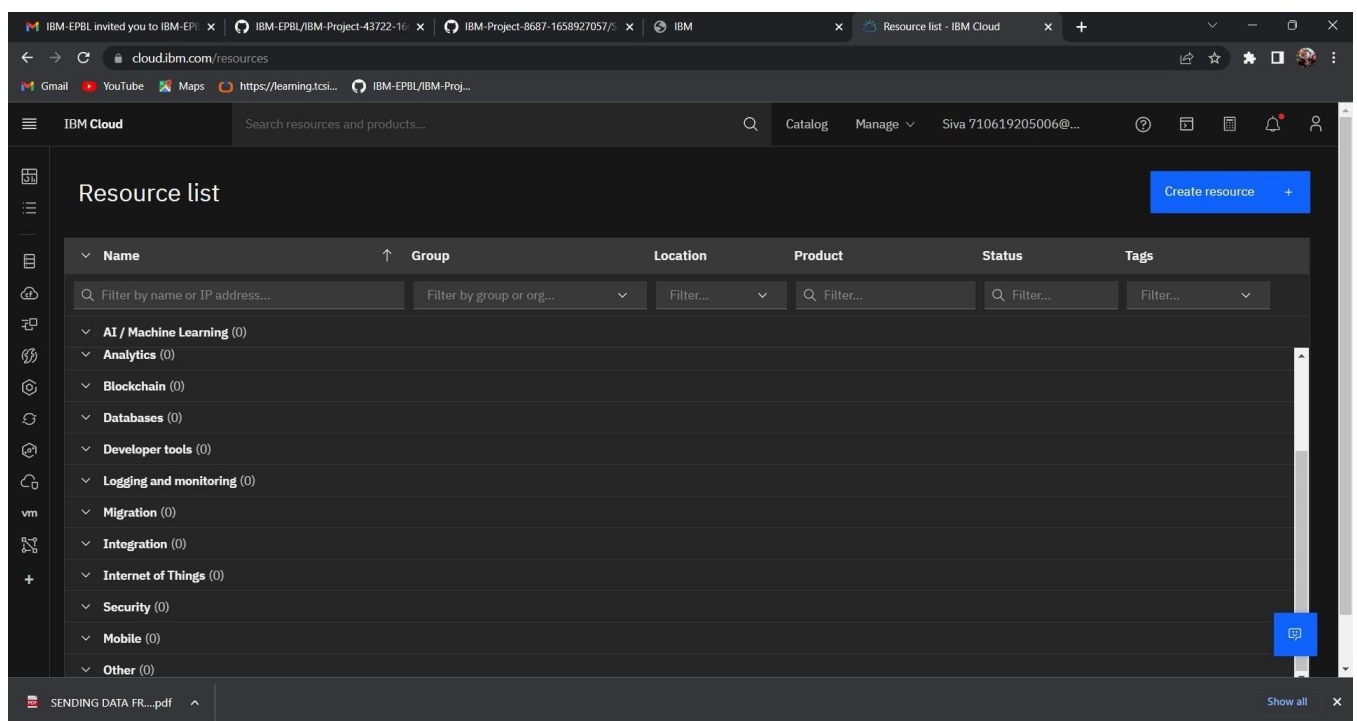 IBM-EPBL invited you to IBM-EPB
IBM-EPBL/IBM-Project-43722-16
IBM-Project-8687-1658927057/S
IBM
Resource list - IBM Cloud
cloud.ibm.com/resources
Gmail YouTube Maps https://learning.tcsi... IBM-EPBL/IBM-Proj...
IBM Cloud Search resources and products... Catalog Manage Siva 710619205006@...
Resource list
Create resource +
Name Group Location Product Status Tags
Filter by name or IP address... Filter by group or org... Filter... Filter... Filter... Filter...
AI / Machine Learning (0)
Analytics (0)
Blockchain (0)
Databases (0)
Developer tools (0)
Logging and monitoring (0)
vm
Migration (0)
Integration (0)
Internet of Things (0)
Security (0)
Mobile (0)
Other (0)
SENDING DATA FR....pdf
Show all